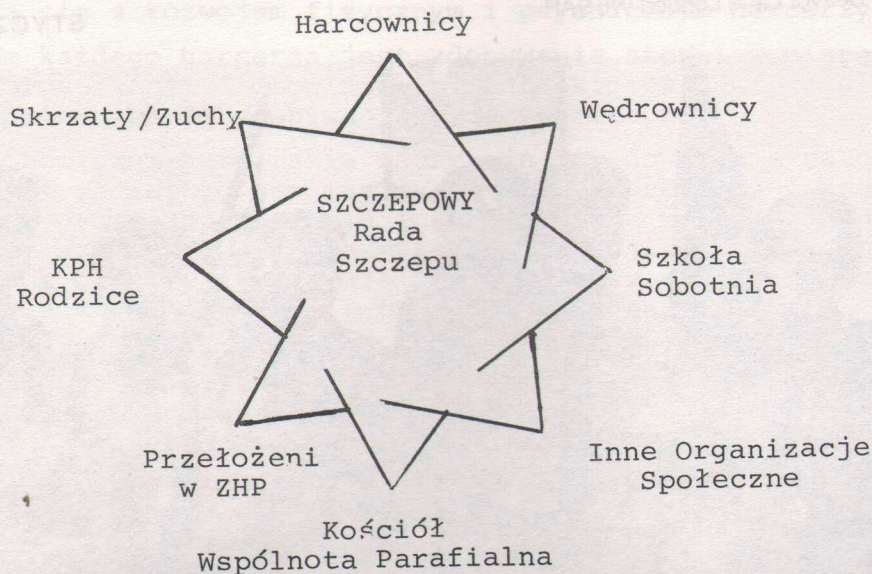 Harcownicy
Skrzaty/Zuchy
Wędrownicy
SZCZEPOWY
Rada
Szczepu
KPH
Rodzice
Szkoła
Sobotnia
Przełożeni
w ZHP
Inne Organizacje
Społeczne
Kościół
Wspólnota Parafialna